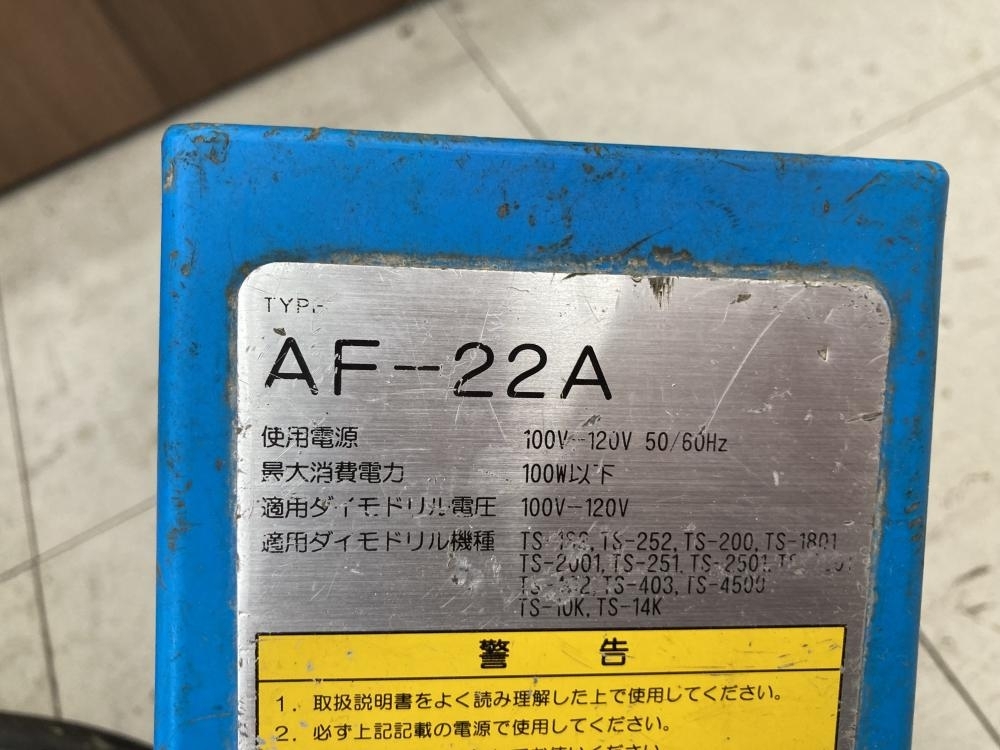 TYPE
AF-22A
使用電源 100V-120V 50/60Hz
最大消費電力 100W以下
適用ダイモドリル電圧 100V-120V
適用ダイモドリル機種 TS-252, TS-200, TS-1801
TS-2001, TS-251, TS-2501,
TS-403, TS-4500
TS-10K, TS-14K
警告
1. 取扱説明書をよく読み理解した上で使用してください。
2. 必ず上記記載の電源で使用してください。